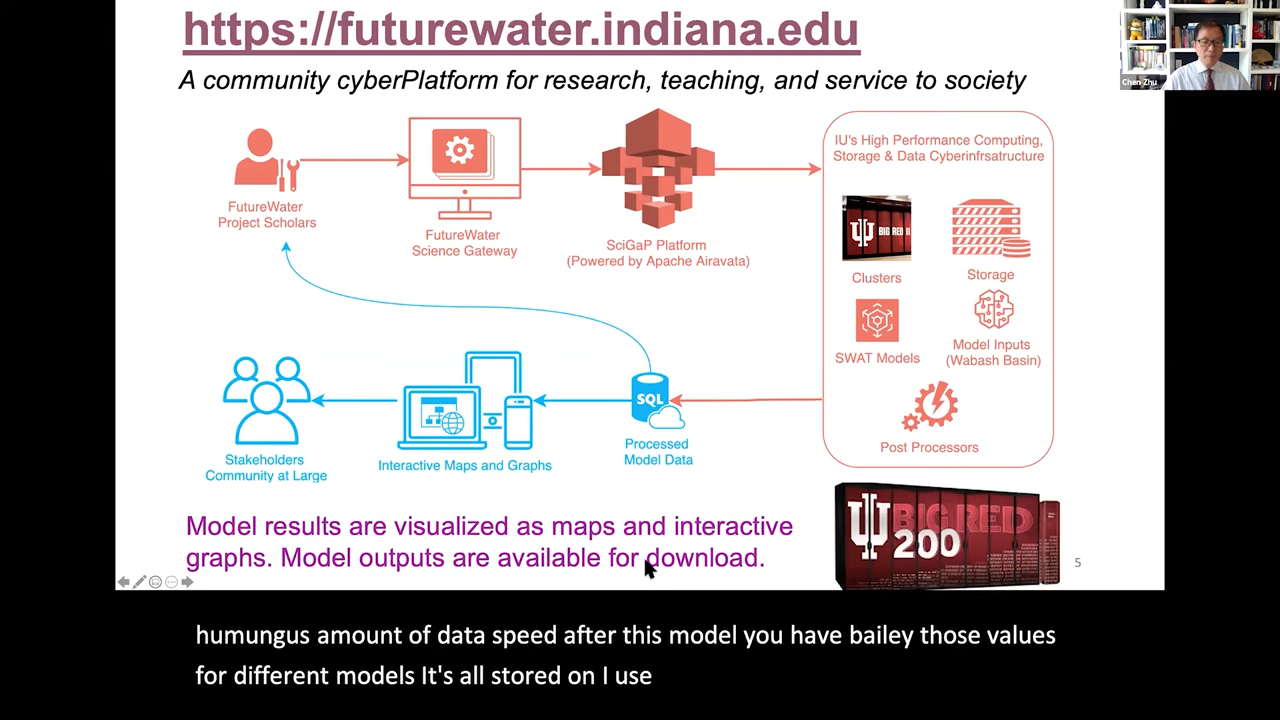 https://futurewater.indiana.edu
A community cyberPlatform for research, teaching, and service to society
Chen Zhu
FutureWater
Project Scholars
FutureWater
Science Gateway
SciGaP Platform
(Powered by Apache Airavata)
IU's High Performance Computing,
Storage & Data Cyberinfrsatructure
BIG RED II
Clusters
Storage
SWAT Models
Model Inputs
(Wabash Basin)
Post Processors
SQL
Processed
Model Data
Interactive Maps and Graphs
Stakeholders
Community at Large
Model results are visualized as maps and interactive
graphs. Model outputs are available for download.
BIG RED
200
5
humungus amount of data speed after this model you have bailey those values
for different models It's all stored on I use